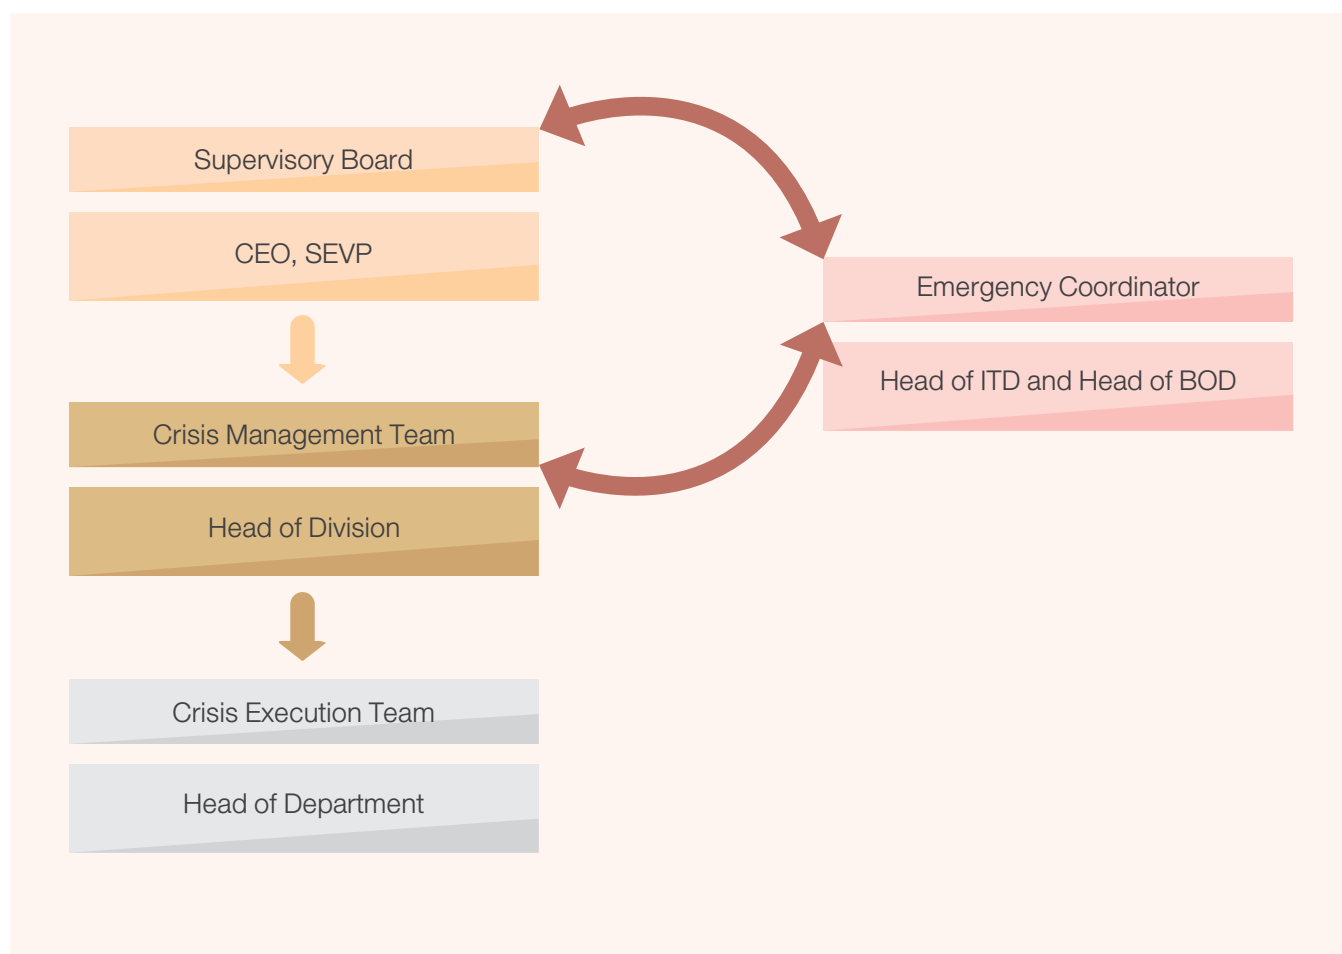 Supervisory Board
CEO, SEVP
Crisis Management Team
Head of Division
Crisis Execution Team
Head of Department
Emergency Coordinator
Head of ITD and Head of BOD